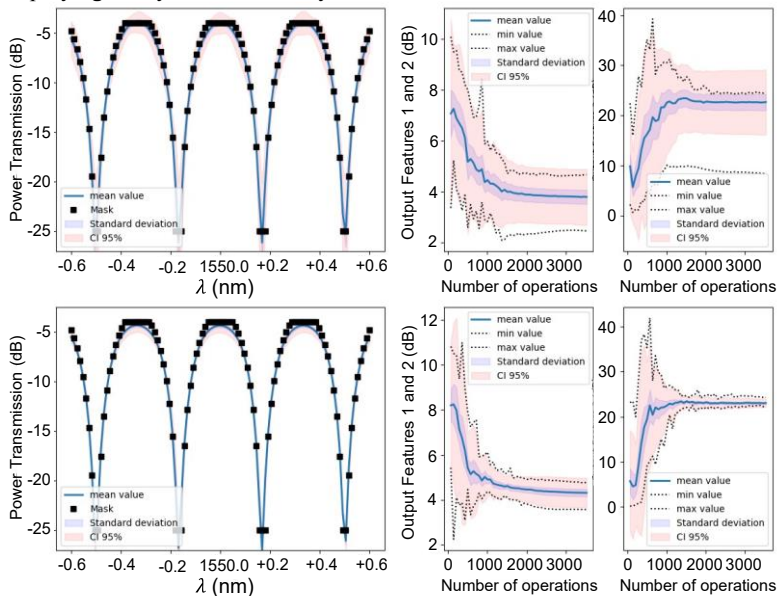 -5
-10
-15
-20
-25
Power Transmission (dB)
mean value
Mask
Standard deviation
CI 95%
-0.6 -0.4 -0.2 1550.0 +0.2 +0.4 +0.6
λ (nm)
10
8
6
4
2
Output Features 1 and 2 (dB)
mean value
min value
max value
Standard deviation
CI 95%
0 1000 2000 3000
Number of operations
40
30
20
10
0
mean value
min value
max value
Standard deviation
CI 95%
0 1000 2000 3000
Number of operations
-5
-10
-15
-20
-25
Power Transmission (dB)
mean value
Mask
Standard deviation
CI 95%
-0.6 -0.4 -0.2 1550.0 +0.2 +0.4 +0.6
λ (nm)
12
10
8
6
4
2
Output Features 1 and 2 (dB)
mean value
min value
max value
Standard deviation
CI 95%
0 1000 2000 3000
Number of operations
40
30
20
10
0
mean value
min value
max value
Standard deviation
CI 95%
0 1000 2000 3000
Number of operations